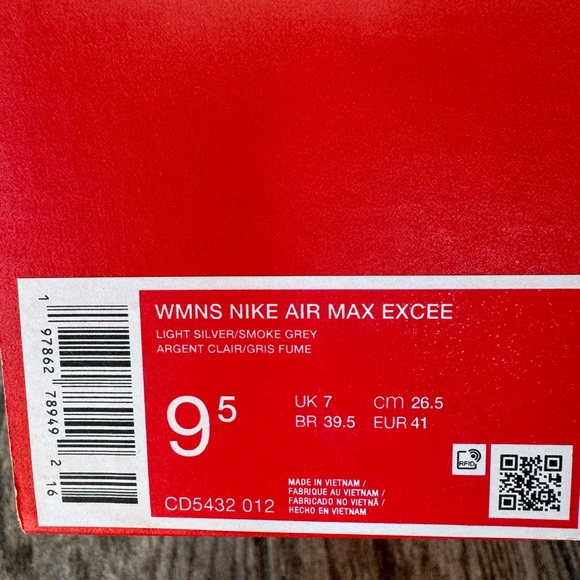 WMNS NIKE AIR MAX EXCEE
LIGHT SILVER/SMOKE GREY
ARGENT CLAIR/GRIS FUME
9⁵
UK 7 cm 26.5
BR 39.5 EUR 41
RFID
MADE IN VIETNAM /
FABRIQUE AU VIETNAM /
FABRICADO NO VIETNÃ /
HECHO EN VIETNAM
CD5432 012
1 97862 78949 2 16